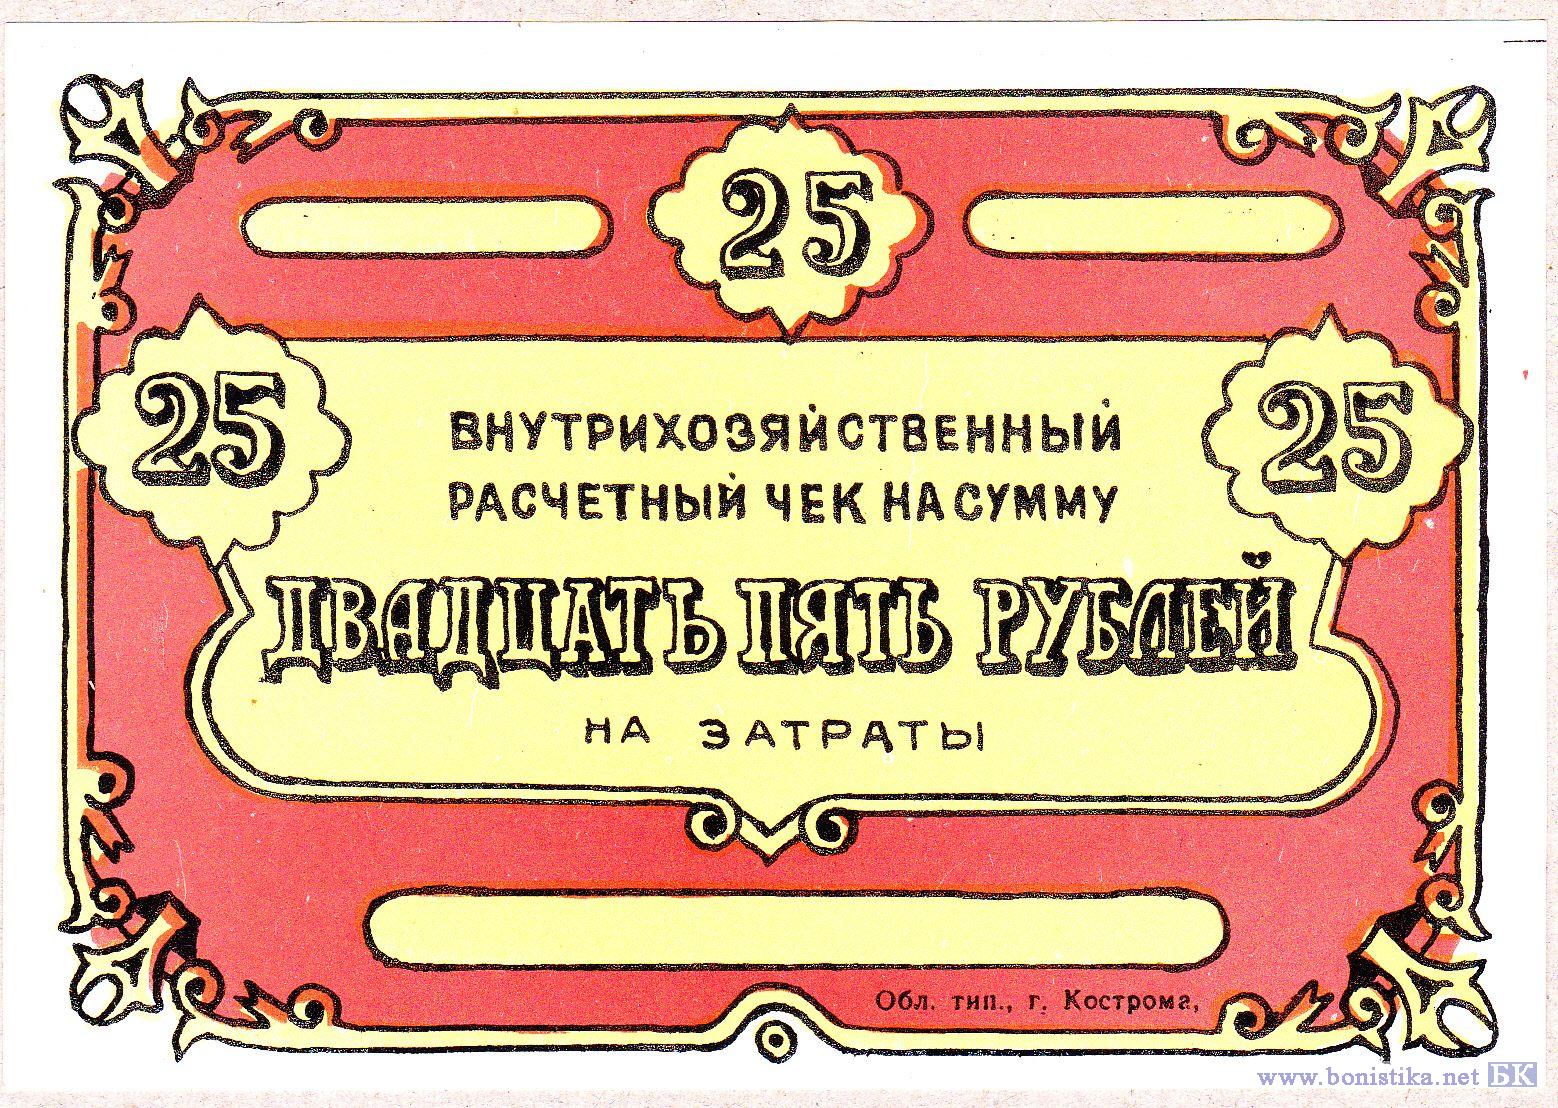 25
25
25
ВНУТРИХОЗЯЙСТВЕННЫЙ
РАСЧЕТНЫЙ ЧЕК НА СУММУ
ДВАДЦАТЬ ПЯТЬ РУБЛЕЙ
НА ЗАТРАТЫ
Обл. тип., г. Кострома,
www.bonistika.net БК